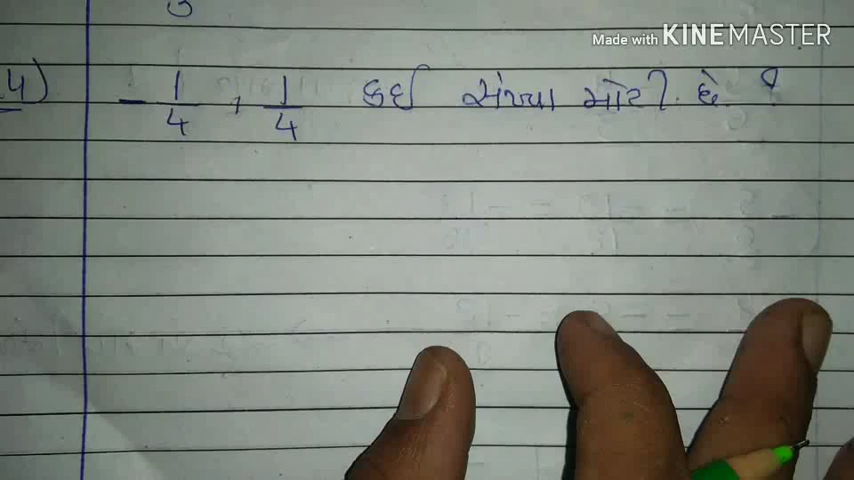 Made with KINEMASTER
4) - 1/4 , 1/4 કઈ સંખ્યા મોટી છે ?